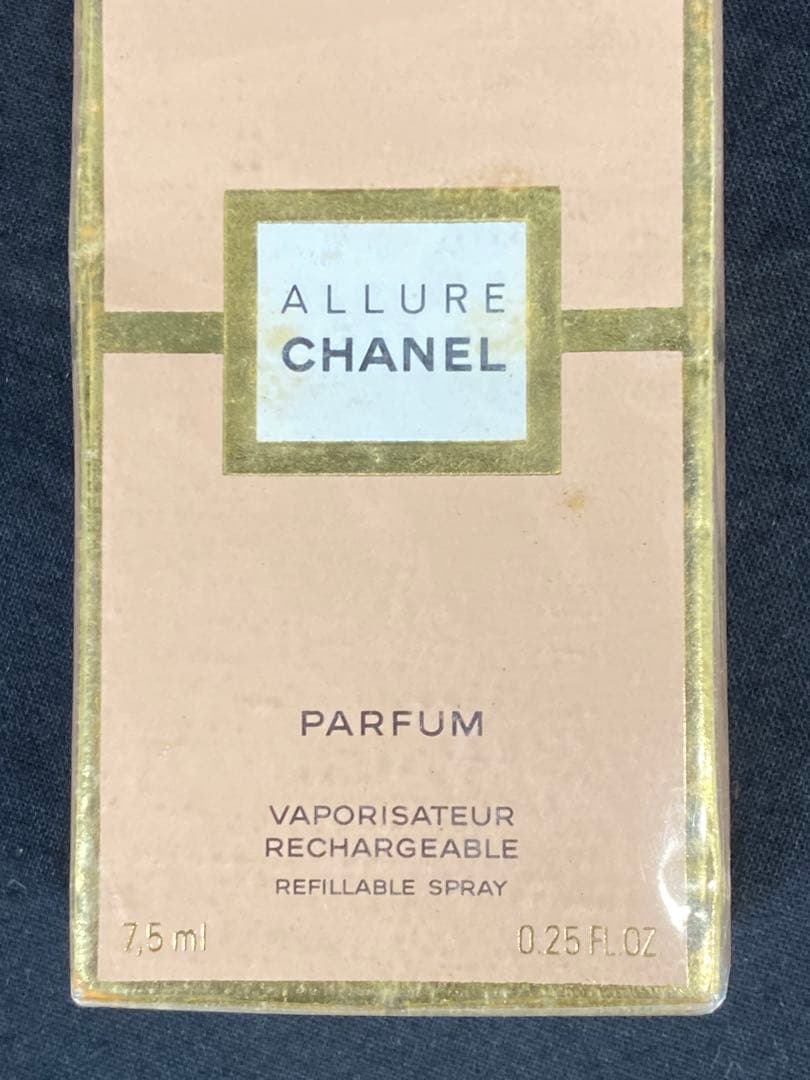 ALLURE
CHANEL
PARFUM
VAPORISATEUR
RECHARGEABLE
REFILLABLE SPRAY
7,5 ml
0.25 FL.OZ